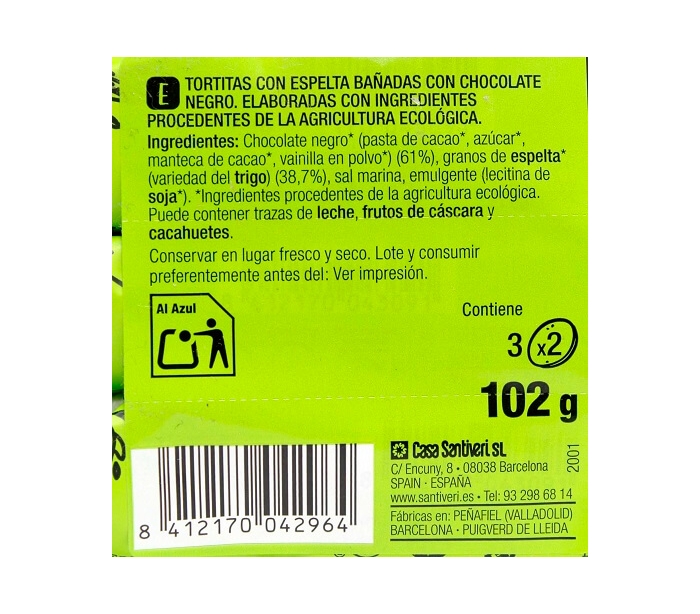 E TORTITAS CON ESPELTA BAÑADAS CON CHOCOLATE
NEGRO. ELABORADAS CON INGREDIENTES
PROCEDENTES DE LA AGRICULTURA ECOLÓGICA.
Ingredientes: Chocolate negro* (pasta de cacao*, azúcar*,
manteca de cacao*, vainilla en polvo*) (61%), granos de espelta*
(variedad del trigo) (38,7%), sal marina, emulgente (lecitina de
soja*). *Ingredientes procedentes de la agricultura ecológica.
Puede contener trazas de leche, frutos de cáscara y
cacahuetes.
Conservar en lugar fresco y seco. Lote y consumir
preferentemente antes del: Ver impresión.
Al Azul
Contiene
3 x2
102 g
Casa Santiveri SL
C/ Encuny, 8 • 08038 Barcelona
SPAIN - ESPAÑA
www.santiveri.es • Tel: 93 298 68 14
Fábricas en: PEÑAFIEL (VALLADOLID)
BARCELONA - PUIGVERD DE LLEIDA
2001
8 412170 042964